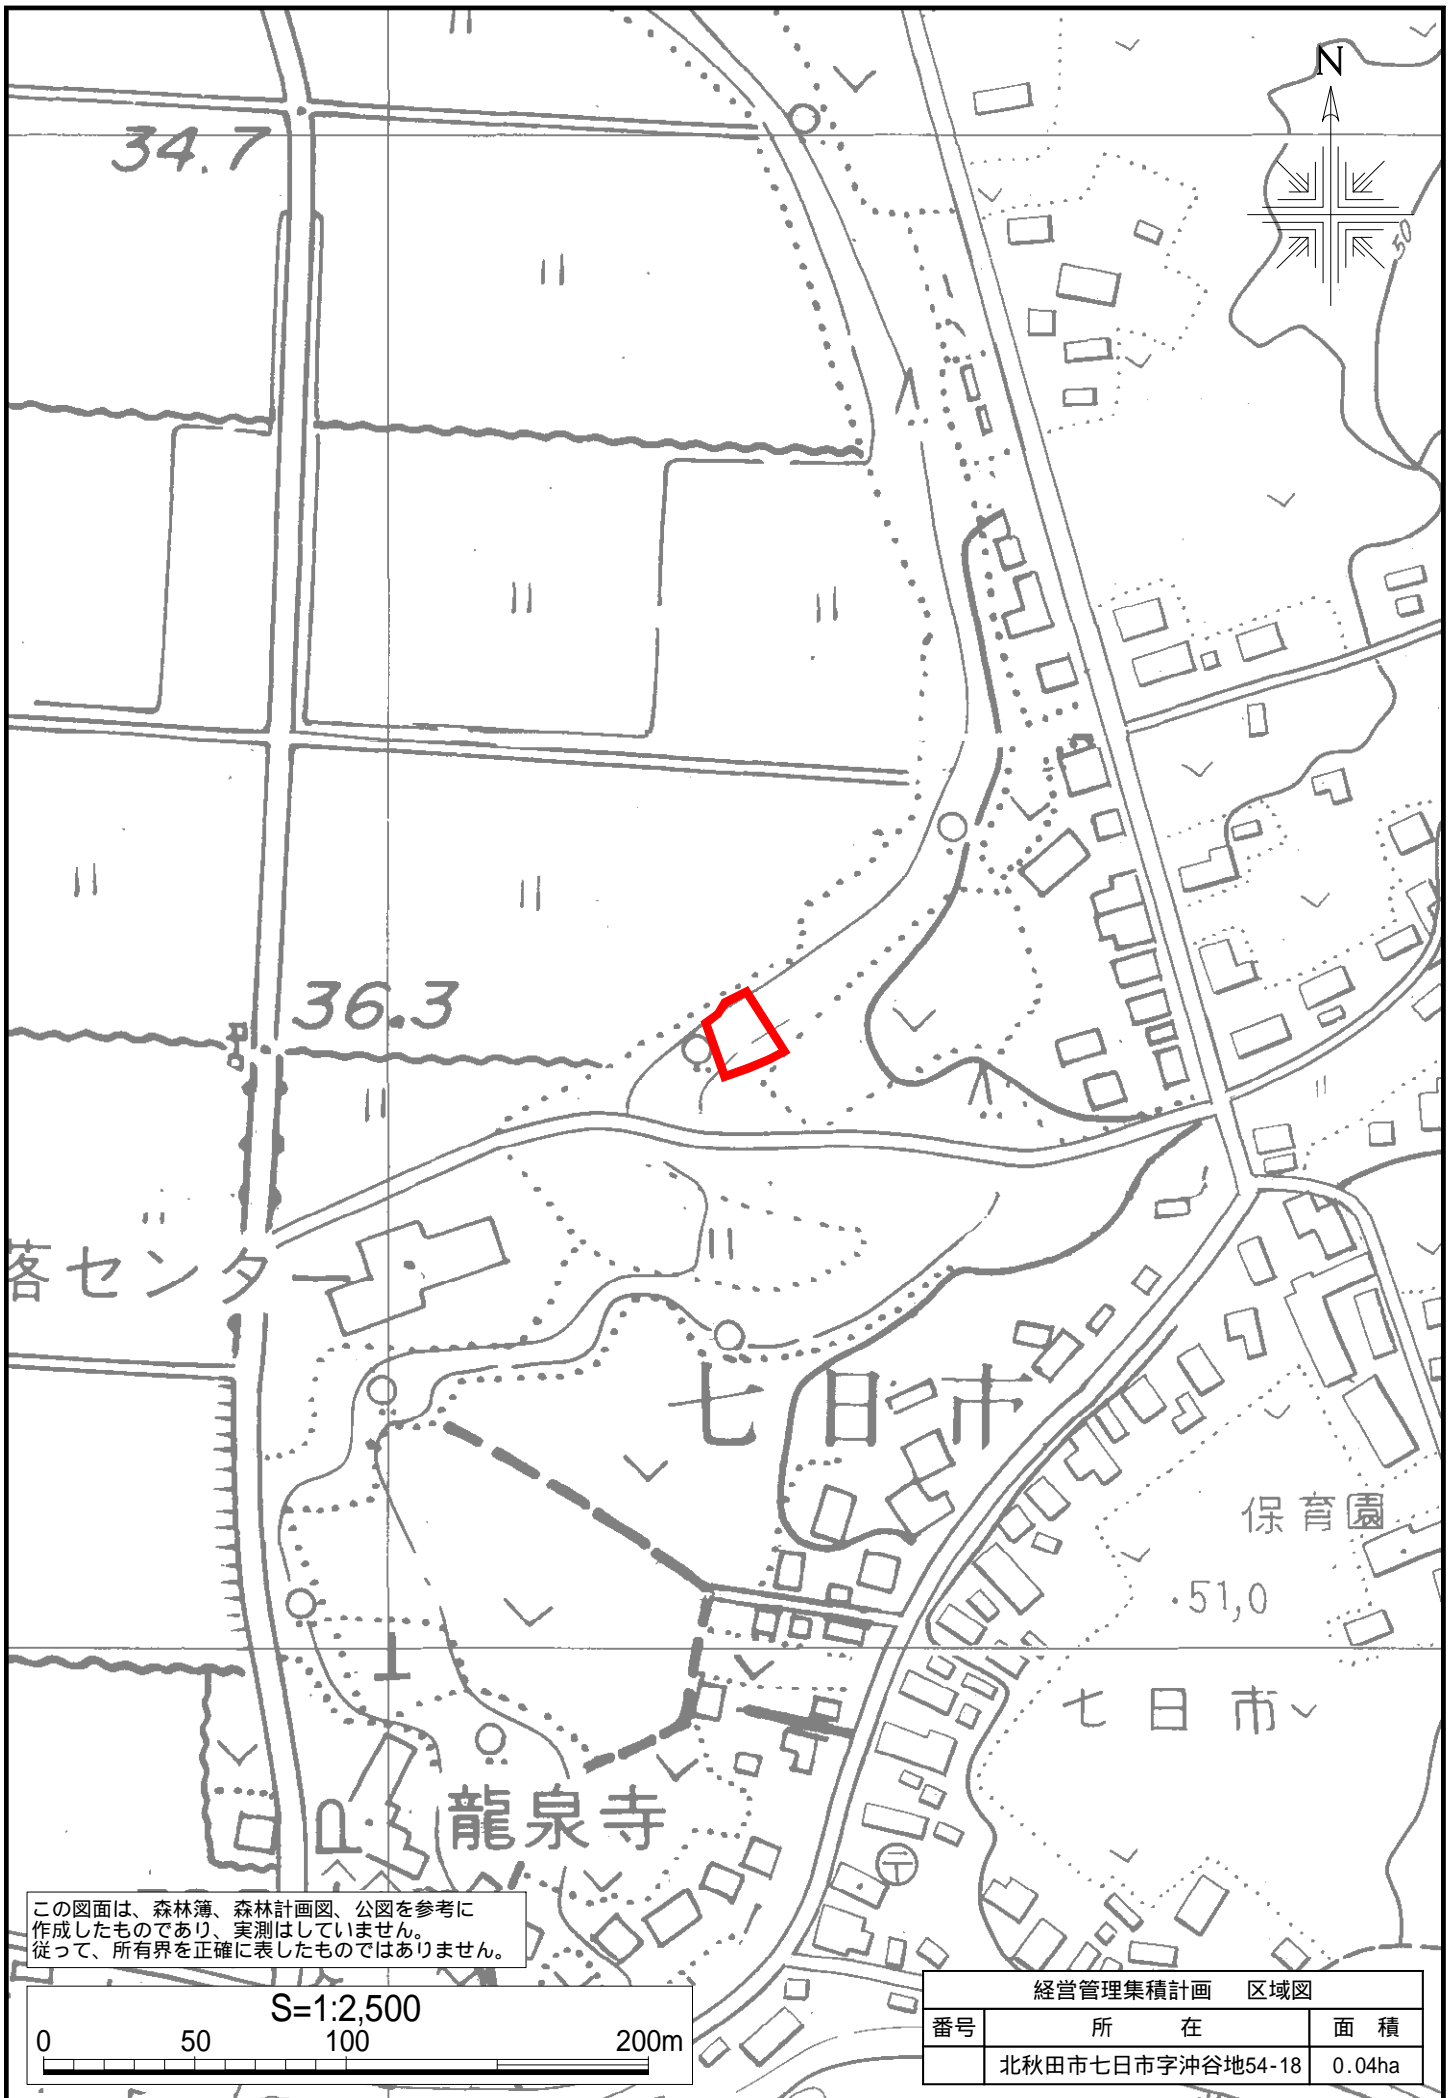 N
34.7
50
36.3
落センター
七日市
保育園
51,0
七日市
龍泉寺
この図面は、森林簿、森林計画図、公図を参考に
作成したものであり、実測はしていません。
従って、所有界を正確に表したものではありません。
S=1:2,500
0 50 100 200m
経営管理集積計画 区域図
番号 所在 面積
北秋田市七日市字沖谷地54-18 0.04ha